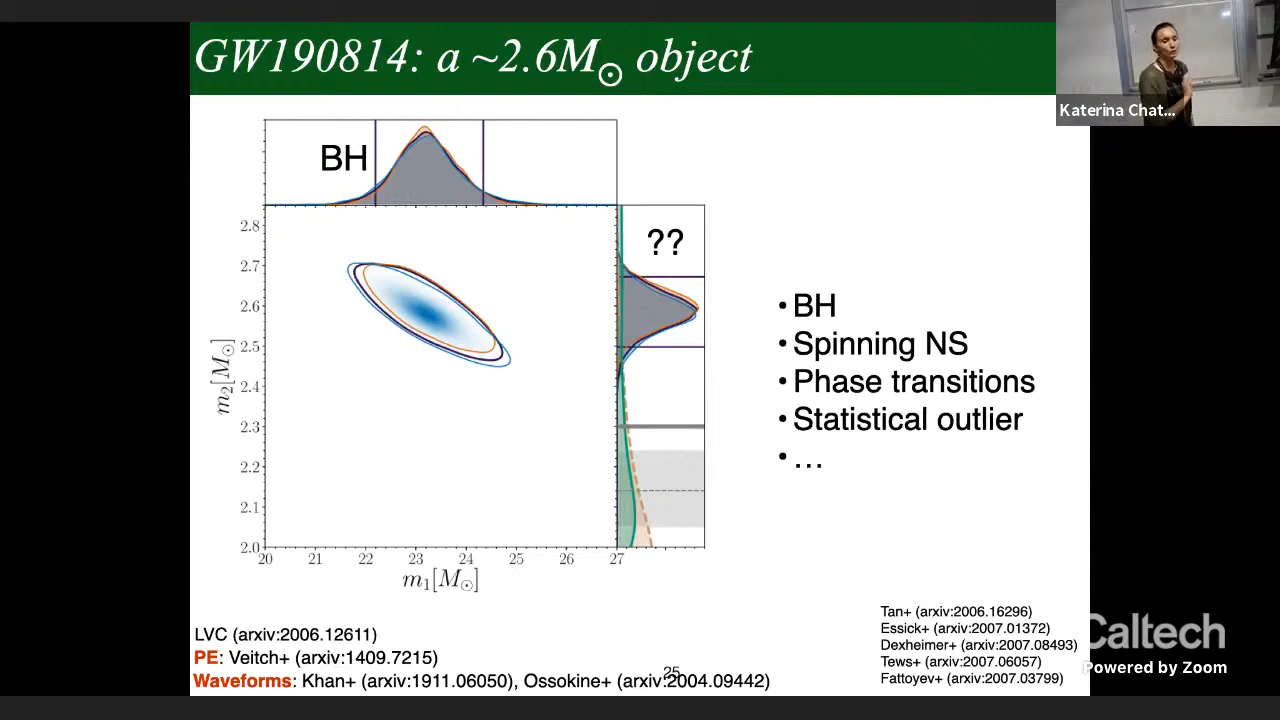 GW190814: a ~2.6M☉ object
Katerina Chat...
BH
??
2.8
2.7
2.6
2.5
2.4
2.3
2.2
2.1
2.0
m₂[M☉]
20 21 22 23 24 25 26 27
m₁[M☉]
• BH
• Spinning NS
• Phase transitions
• Statistical outlier
• …
LVC (arxiv:2006.12611)
PE: Veitch+ (arxiv:1409.7215)
Waveforms: Khan+ (arxiv:1911.06050), Ossokine+ (arxiv:2004.09442)
25
Tan+ (arxiv:2006.16296)
Essick+ (arxiv:2007.01372)
Dexheimer+ (arxiv:2007.08493)
Tews+ (arxiv:2007.06057)
Fattoyev+ (arxiv:2007.03799)
Caltech
Powered by Zoom